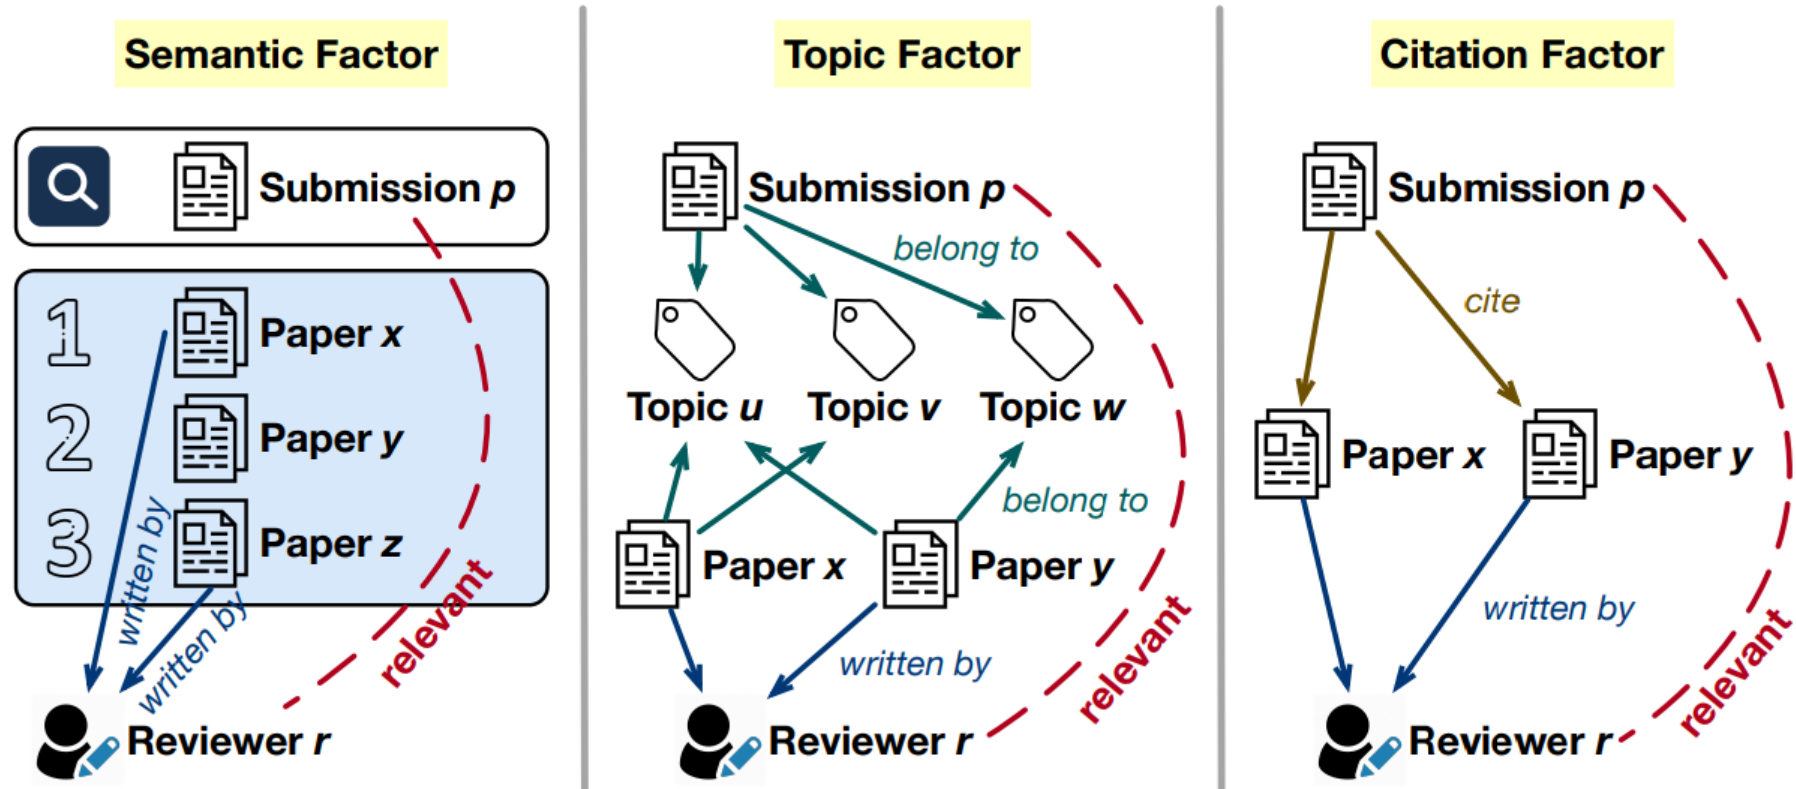 Semantic Factor
Submission p
1
Paper x
2
Paper y
3
Paper z
written by
written by
relevant
Reviewer r
Topic Factor
Submission p
belong to
Topic u
Topic v
Topic w
belong to
Paper x
Paper y
written by
relevant
Reviewer r
Citation Factor
Submission p
cite
Paper x
Paper y
written by
relevant
Reviewer r